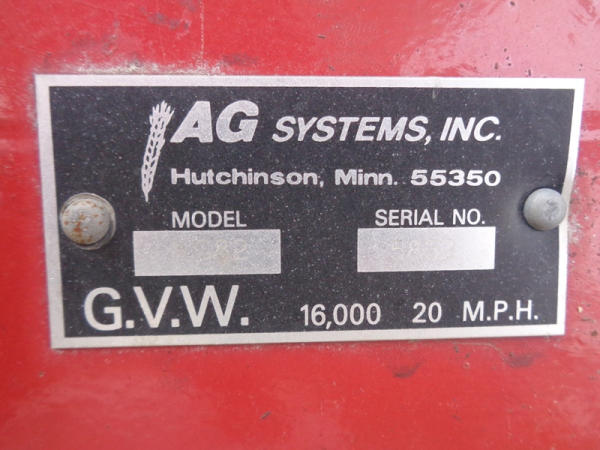 AG SYSTEMS, INC.
Hutchinson, Minn. 55350
MODEL SERIAL NO.
G.V.W. 16,000 20 M.P.H.